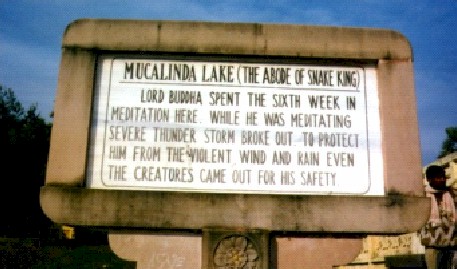 MUCALINDA LAKE (THE ABODE OF SNAKE KING)
LORD BUDDHA SPENT THE SIXTH WEEK IN
MEDITATION HERE. WHILE HE WAS MEDITATING
SEVERE THUNDER STORM BROKE OUT. TO PROTECT
HIM FROM THE VIOLENT WIND AND RAIN EVEN
THE CREATORES CAME OUT FOR HIS SAFETY